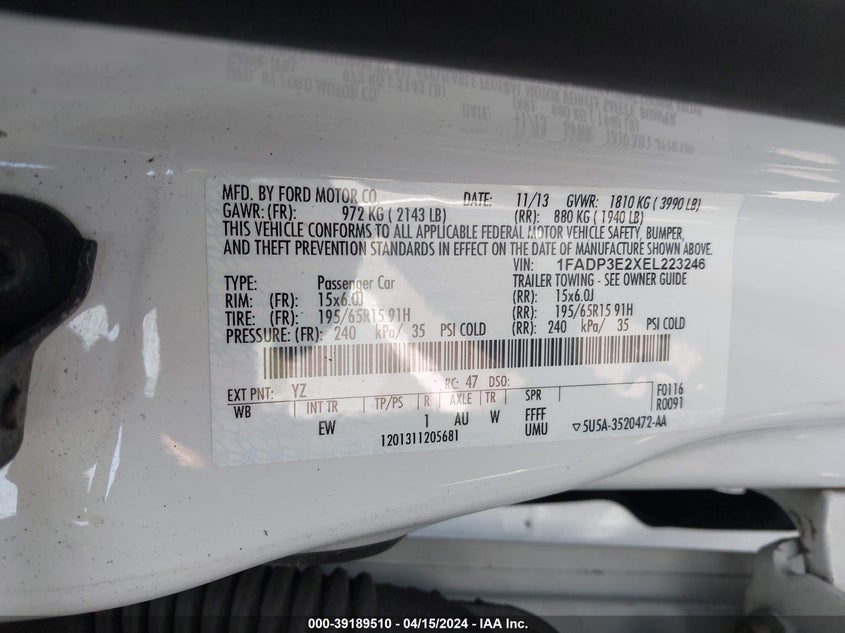 MFD. BY FORD MOTOR CO. DATE: 11/13 GVWR: 1810 KG ( 3990 LB)
GAWR: (FR): 972 KG ( 2143 LB) (RR): 880 KG ( 1940 LB)
THIS VEHICLE CONFORMS TO ALL APPLICABLE FEDERAL MOTOR VEHICLE SAFETY, BUMPER,
AND THEFT PREVENTION STANDARDS IN EFFECT ON THE DATE OF MANUFACTURE SHOWN ABOVE.
VIN: 1FADP3E2XEL223246
TYPE: Passenger Car TRAILER TOWING - SEE OWNER GUIDE
RIM: (FR): 15x6.0J (RR): 15x6.0J
TIRE: (FR): 195/65R15 91H (RR): 195/65R15 91H
PRESSURE: (FR): 240 kPa/ 35 PSI COLD (RR): 240 kPa/ 35 PSI COLD
EXT PNT: YZ RC: 47 DSO: F0116
WB INT TR TP/PS R AXLE TR SPR R0091
EW 1 AU W FFFF
1201311205681 UMU ▽5U5A-3520472-AA
000-39189510 - 04/15/2024 - IAA Inc.